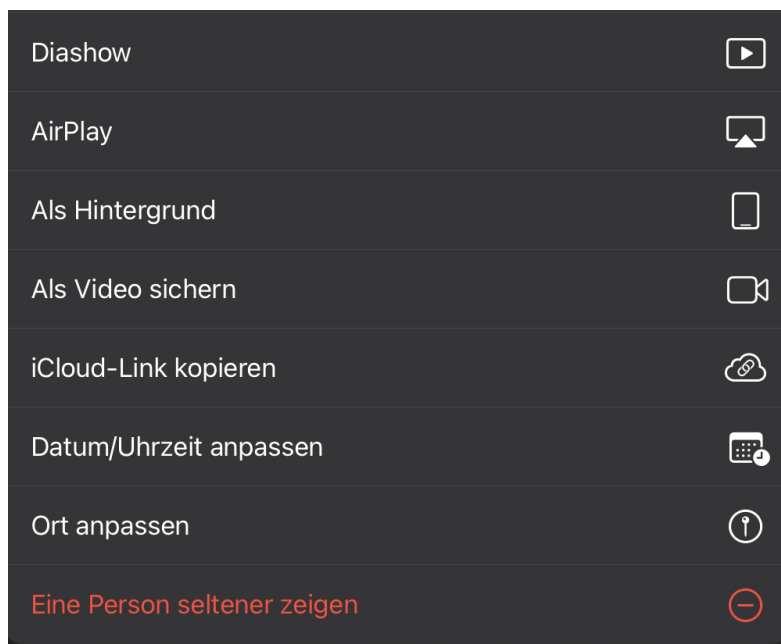 Diashow
AirPlay
Als Hintergrund
Als Video sichern
iCloud-Link kopieren
Datum/Uhrzeit anpassen
Ort anpassen
Eine Person seltener zeigen